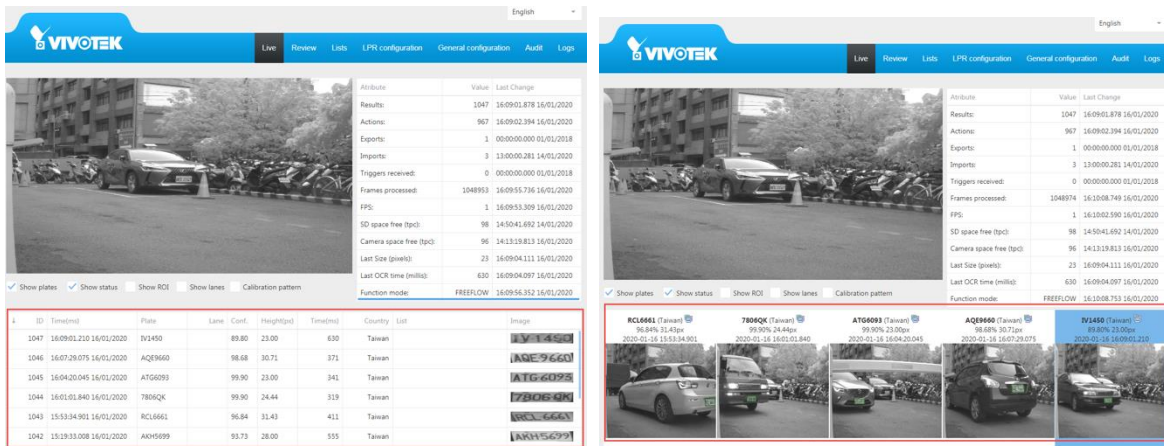 English
VIVOTEK
Live Review Lists LPR configuration General configuration Audit Logs
Atribute Value Last Change
Results: 1047 16:09:01.878 16/01/2020
Actions: 967 16:09:02.394 16/01/2020
Exports: 1 00:00:00.000 01/01/2018
Imports: 3 13:00:00.281 14/01/2020
Triggers received: 0 00:00:00.000 01/01/2018
Frames processed: 1048953 16:09:55.736 16/01/2020
FPS: 1 16:09:53.309 16/01/2020
SD space free (tpc): 98 14:50:41.692 14/01/2020
Camera space free (tpc): 96 14:13:19.813 16/01/2020
Last Size (pixels): 23 16:09:04.111 16/01/2020
Last OCR time (millis): 630 16:09:04.097 16/01/2020
Function mode: FREEFLOW 16:09:56.352 16/01/2020
Show plates Show status Show ROI Show lanes Calibration pattern
ID Time(ms) Plate Lane Conf. Height(px) Time(ms) Country List Image
1047 16:09:01.210 16/01/2020 IV1450 89.80 23.00 630 Taiwan IV1450
1046 16:07:29.075 16/01/2020 AQE9660 98.68 30.71 371 Taiwan AQE9660
1045 16:04:20.045 16/01/2020 ATG6093 99.90 23.00 341 Taiwan ATG-6093
1044 16:01:01.840 16/01/2020 7806QK 99.90 24.44 319 Taiwan 7806QK
1043 15:53:34.901 16/01/2020 RCL6661 96.84 31.43 411 Taiwan RCL-6661
1042 15:19:33.008 16/01/2020 AKH5699 93.73 28.00 555 Taiwan AKH5699
English
VIVOTEK
Live Review Lists LPR configuration General configuration Audit Logs
Atribute Value Last Change
Results: 1047 16:09:01.878 16/01/2020
Actions: 967 16:09:02.394 16/01/2020
Exports: 1 00:00:00.000 01/01/2018
Imports: 3 13:00:00.281 14/01/2020
Triggers received: 0 00:00:00.000 01/01/2018
Frames processed: 1048974 16:10:08.749 16/01/2020
FPS: 1 16:10:02.590 16/01/2020
SD space free (tpc): 98 14:50:41.692 14/01/2020
Camera space free (tpc): 96 14:13:19.813 16/01/2020
Last Size (pixels): 23 16:09:04.111 16/01/2020
Last OCR time (millis): 630 16:09:04.097 16/01/2020
Function mode: FREEFLOW 16:10:08.753 16/01/2020
Show plates Show status Show ROI Show lanes Calibration pattern
RCL6661 (Taiwan) 7806QK (Taiwan) ATG6093 (Taiwan) AQE9660 (Taiwan) IV1450 (Taiwan)
96.84% 31.43px 99.90% 24.44px 99.90% 23.00px 98.68% 30.71px 89.80% 23.00px
2020-01-16 15:53:34.901 2020-01-16 16:01:01.840 2020-01-16 16:04:20.045 2020-01-16 16:07:29.075 2020-01-16 16:09:01.210